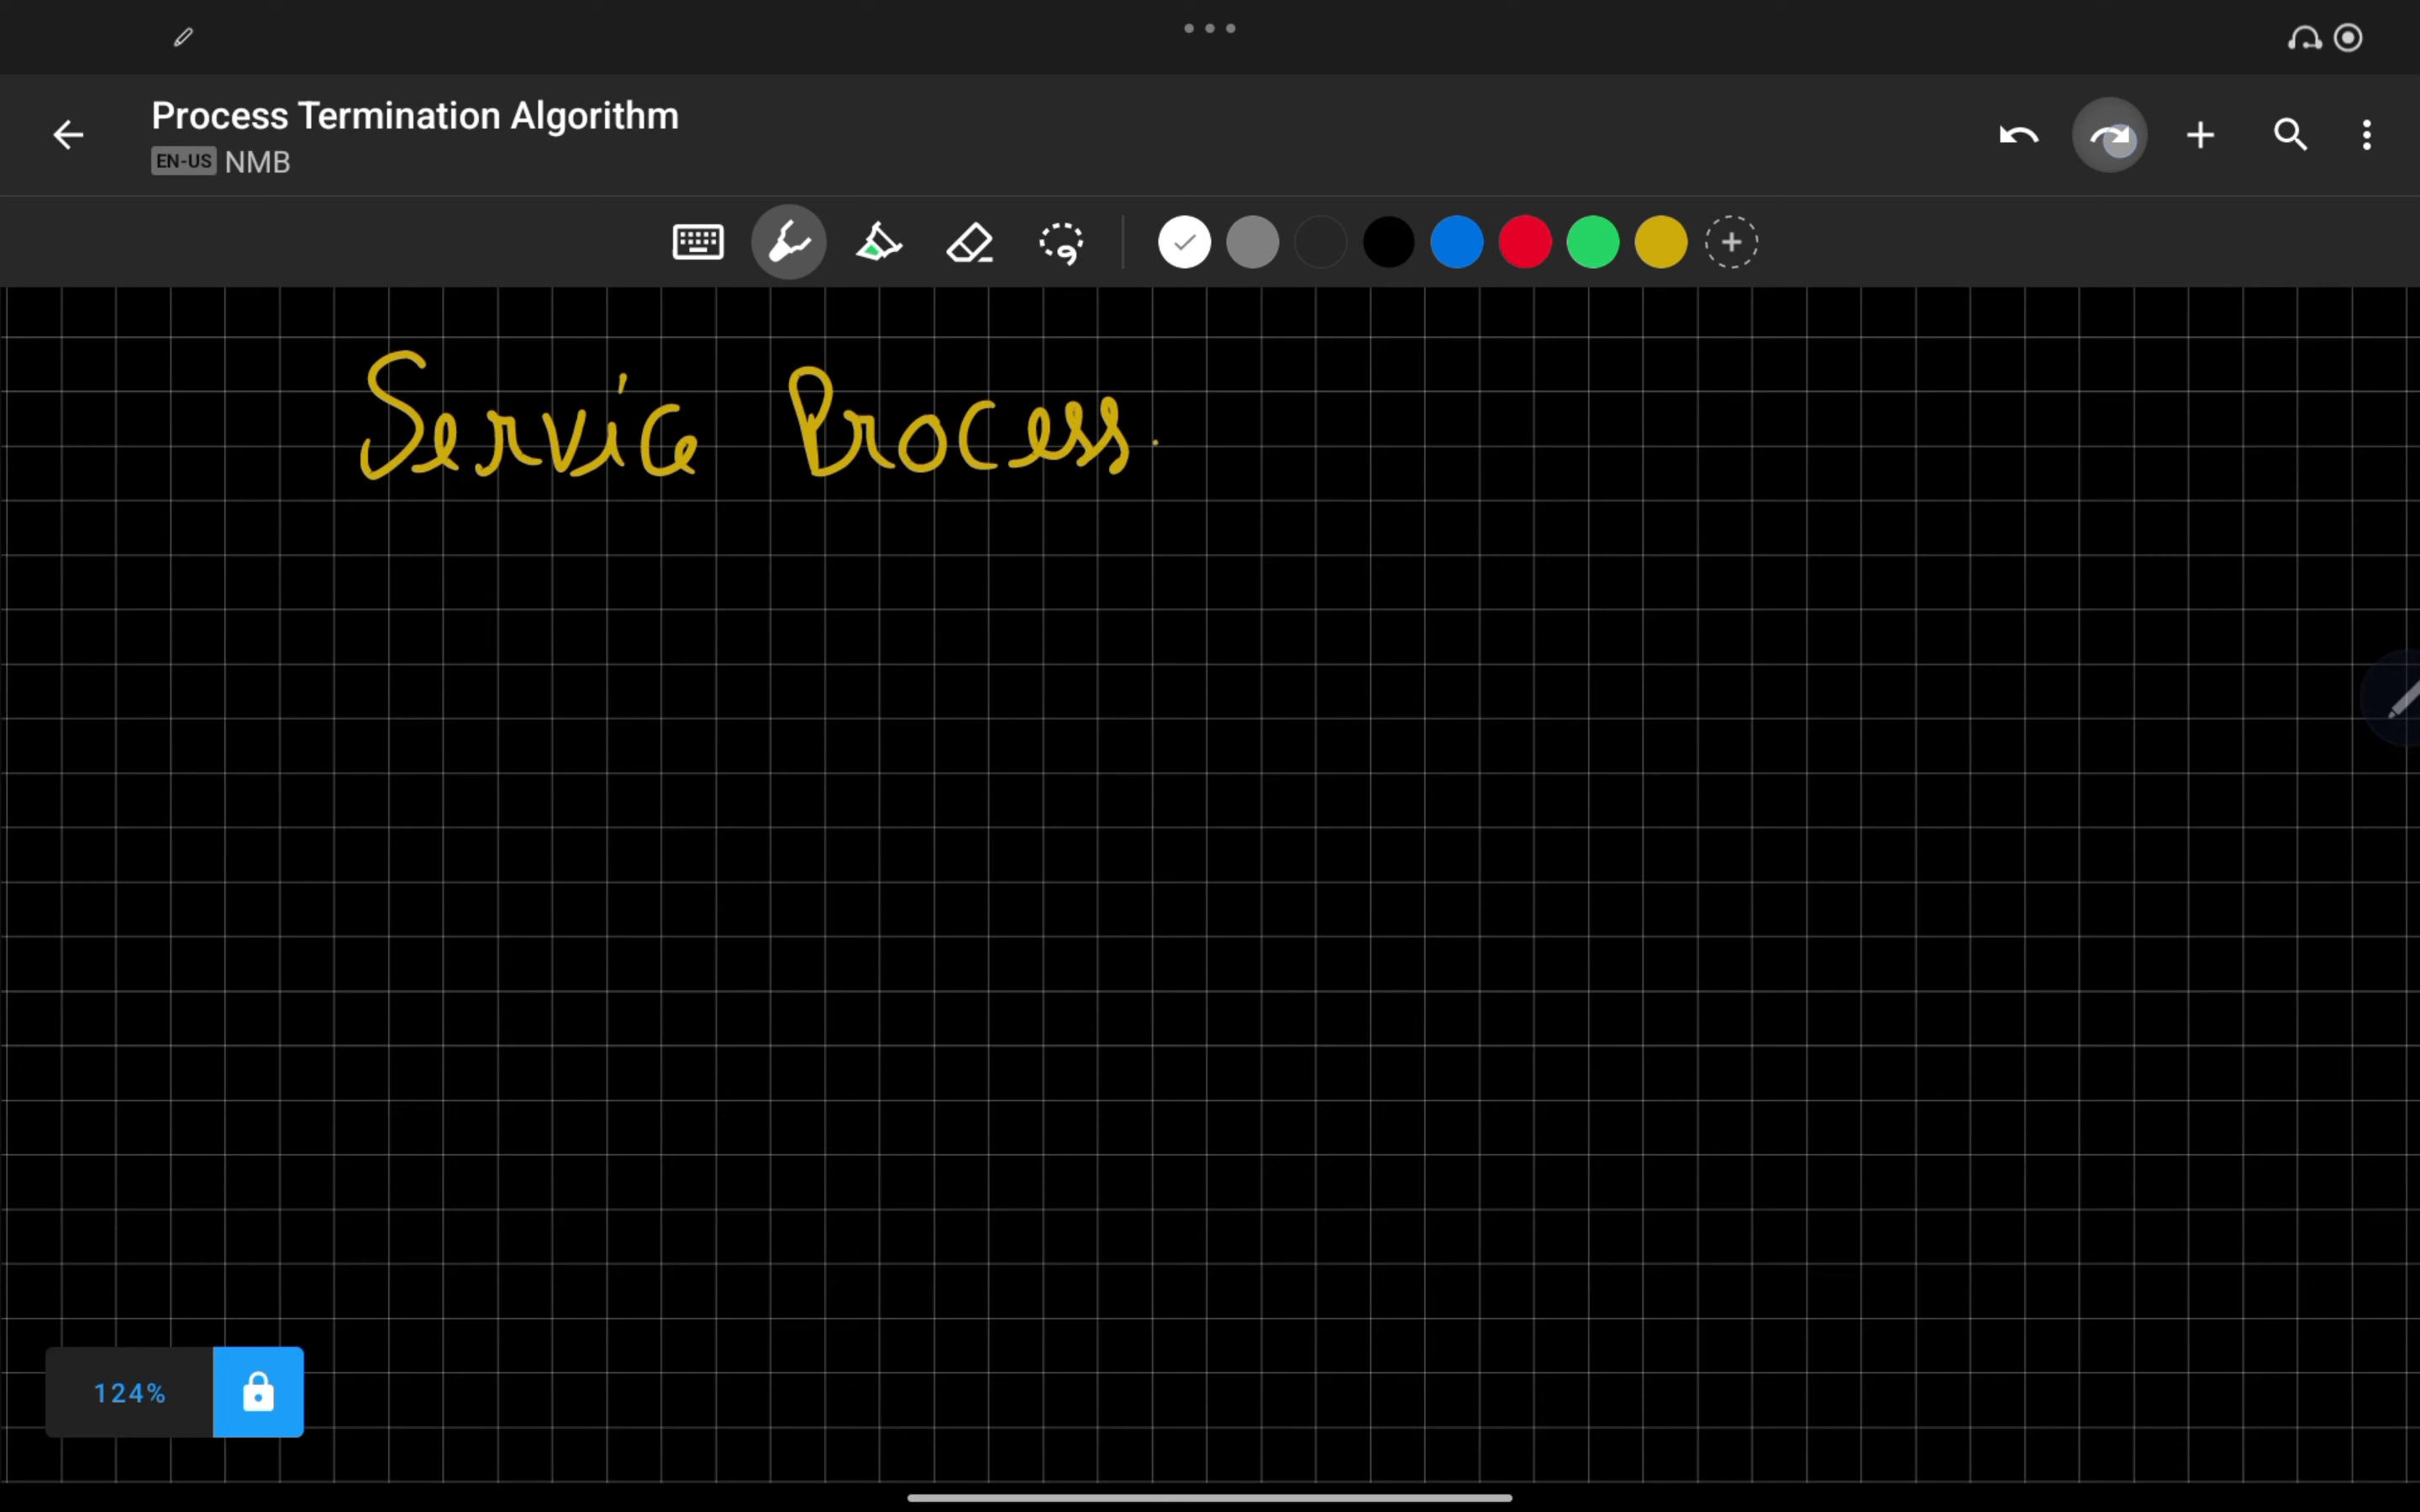 Process Termination Algorithm
EN-US NMB
Service Process.
124%